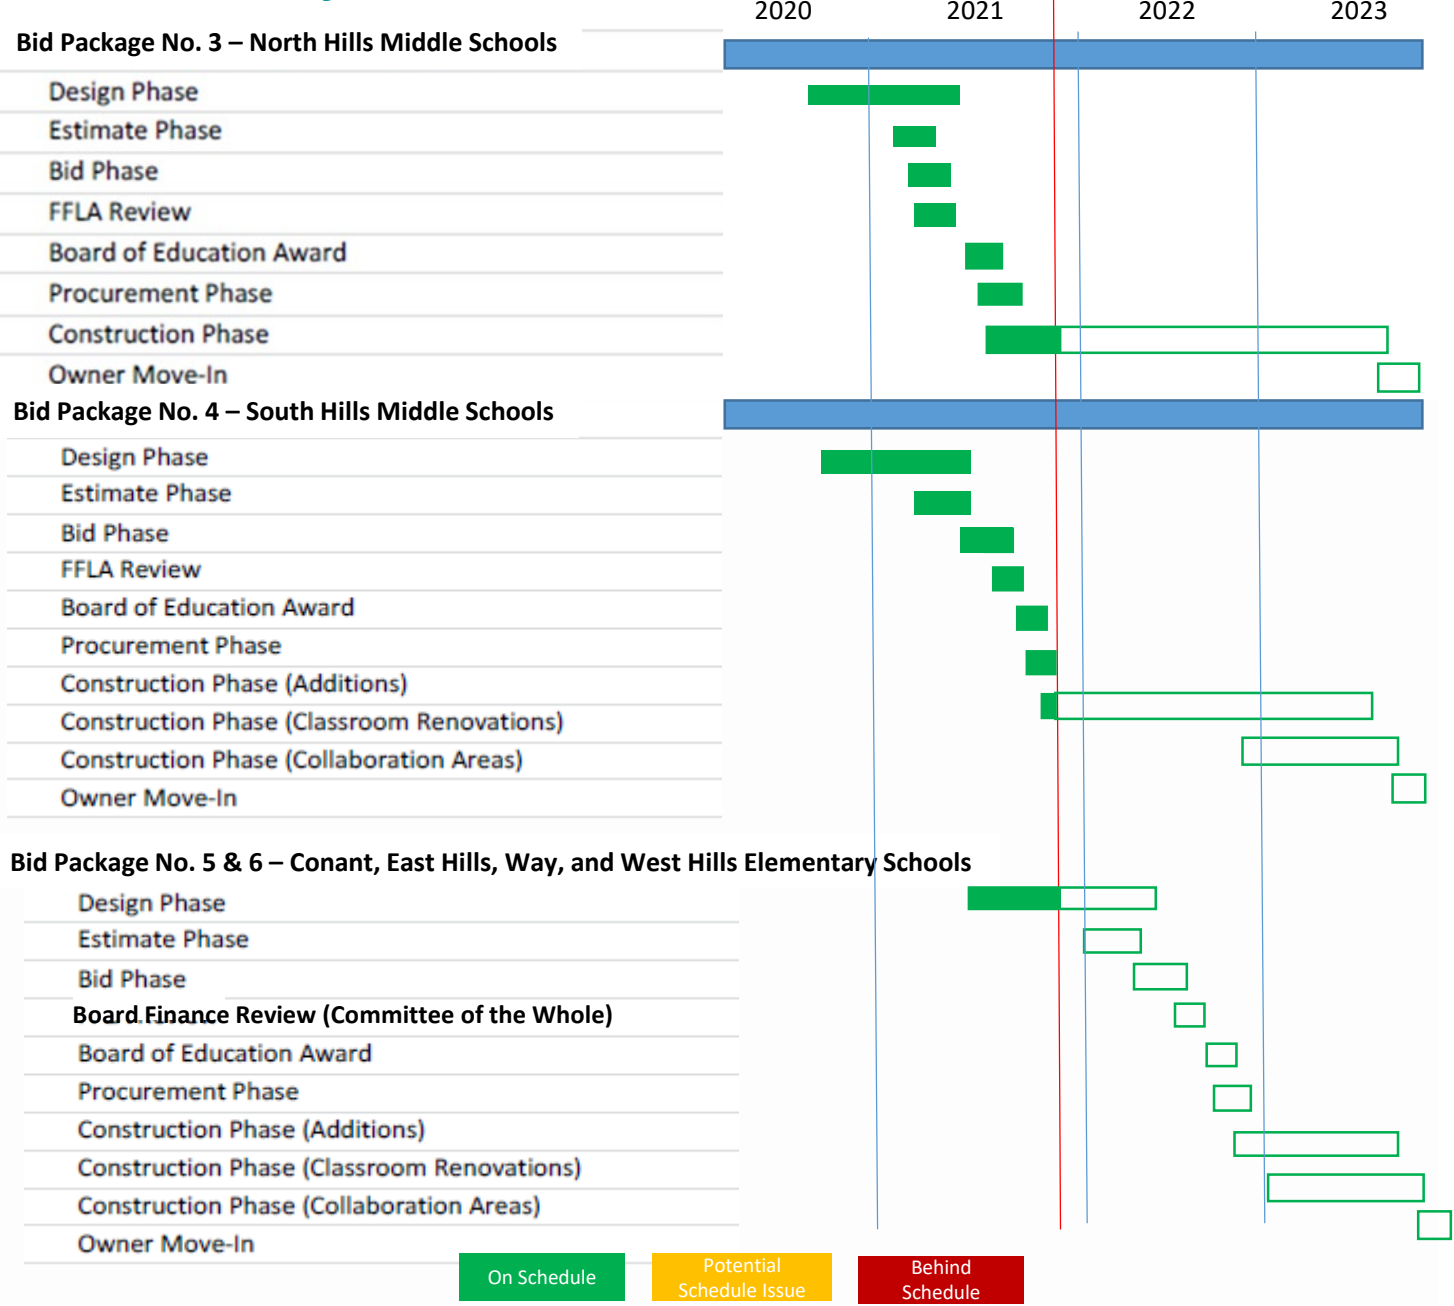 2020 2021 2022 2023
Bid Package No. 3 – North Hills Middle Schools
Design Phase
Estimate Phase
Bid Phase
FFLA Review
Board of Education Award
Procurement Phase
Construction Phase
Owner Move-In
Bid Package No. 4 – South Hills Middle Schools
Design Phase
Estimate Phase
Bid Phase
FFLA Review
Board of Education Award
Procurement Phase
Construction Phase (Additions)
Construction Phase (Classroom Renovations)
Construction Phase (Collaboration Areas)
Owner Move-In
Bid Package No. 5 & 6 – Conant, East Hills, Way, and West Hills Elementary Schools
Design Phase
Estimate Phase
Bid Phase
Board Finance Review (Committee of the Whole)
Board of Education Award
Procurement Phase
Construction Phase (Additions)
Construction Phase (Classroom Renovations)
Construction Phase (Collaboration Areas)
Owner Move-In
On Schedule
Potential
Schedule Issue
Behind
Schedule